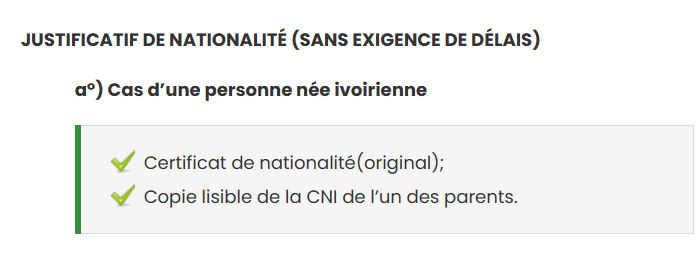 JUSTIFICATIF DE NATIONALITÉ (SANS EXIGENCE DE DÉLAIS)
a°) Cas d’une personne née ivoirienne
Certificat de nationalité(original);
Copie lisible de la CNI de l’un des parents.